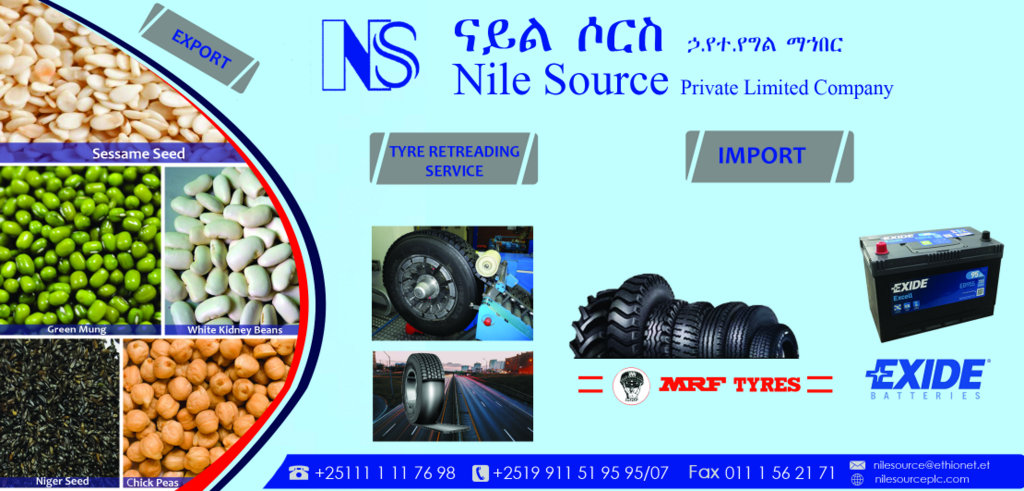 EXPORT
NS
ናይል ሶርስ ኃ.የተ.የግል ማኅበር
Nile Source Private Limited Company
TYRE RETREADING
SERVICE
IMPORT
Sessame Seed
Green Mung
White Kidney Beans
Niger Seed
Chick Peas
EXIDE
Excell
95
EXIDE
BATTERIES
MRF TYRES
+25111 1 11 76 98
+2519 911 51 95 95/07
Fax 011 1 56 21 71
nilesource@ethionet.et
nilesourceplc.com